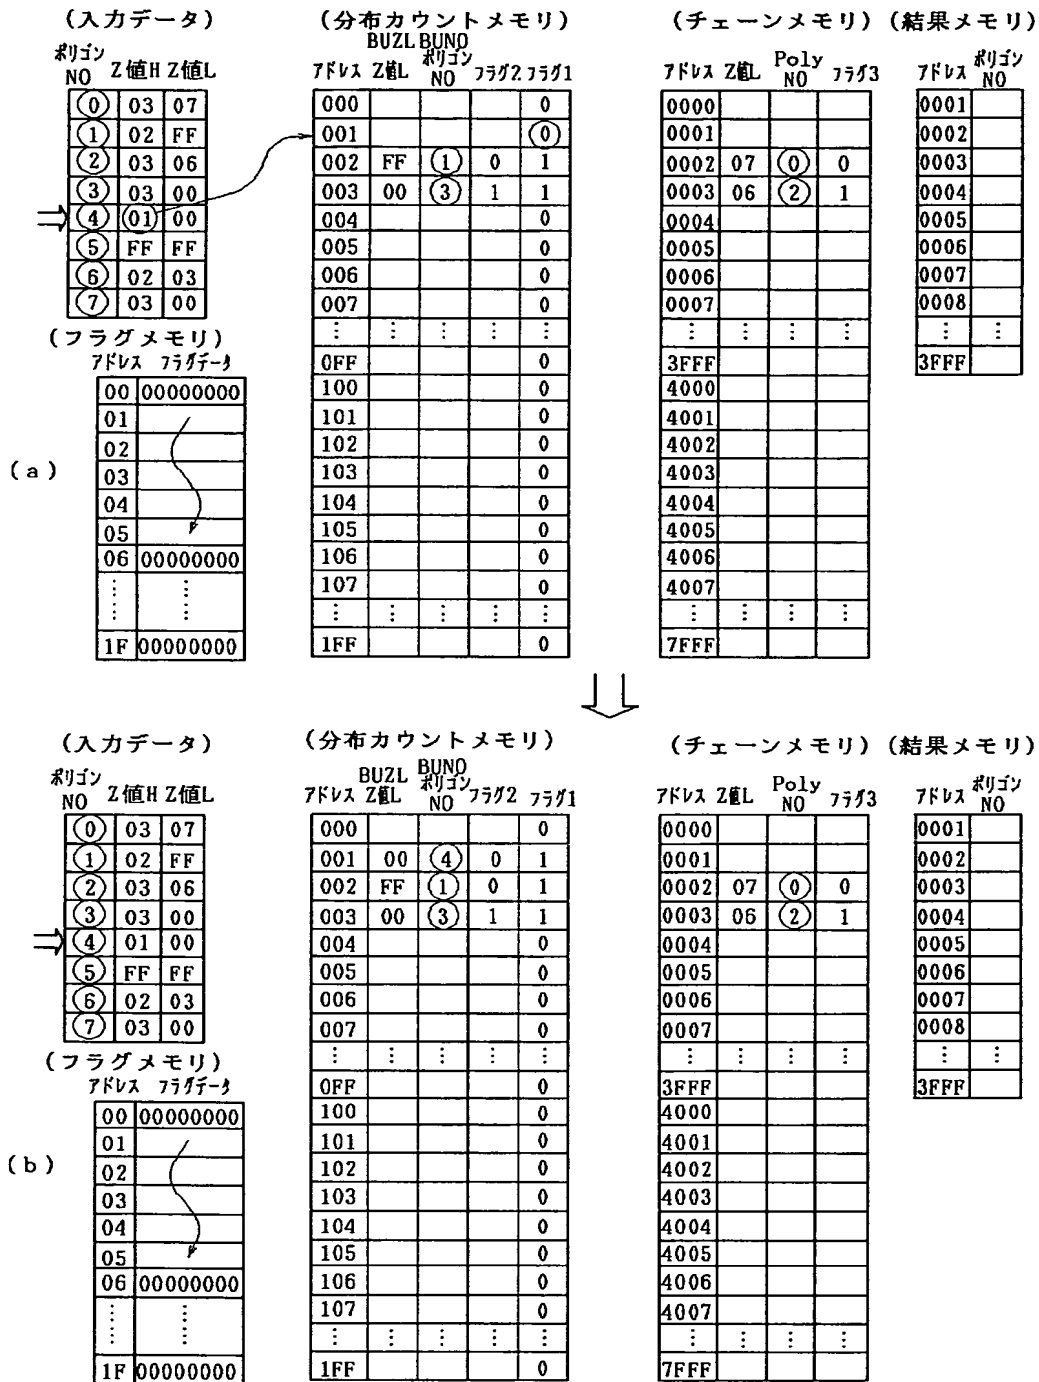 (入力データ) (分布カウントメモリ) (チェーンメモリ) (結果メモリ)
BUZL BUNO
ポリゴン NO Z値H Z値L
アドレス Z値L ポリゴン NO フラグ2 フラグ1
アドレス Z値L Poly NO フラグ3
アドレス ポリゴン NO
0 03 07
1 02 FF
2 03 06
3 03 00
4 01 00
5 FF FF
6 02 03
7 03 00
(フラグメモリ)
アドレス フラグデータ
00 00000000
01
02
03
04
05
06 00000000
⋮ ⋮
1F 00000000
(a)
000 0
001 0
002 FF 1 0 1
003 00 3 1 1
004 0
005 0
006 0
007 0
⋮ ⋮ ⋮ ⋮ ⋮
0FF 0
100 0
101 0
102 0
103 0
104 0
105 0
106 0
107 0
⋮ ⋮ ⋮ ⋮ ⋮
1FF 0
0000
0001
0002 07 0 0
0003 06 2 1
0004
0005
0006
0007
⋮ ⋮ ⋮ ⋮
3FFF
4000
4001
4002
4003
4004
4005
4006
4007
⋮ ⋮ ⋮ ⋮
7FFF
0001
0002
0003
0004
0005
0006
0007
0008
⋮ ⋮
3FFF
(入力データ) (分布カウントメモリ) (チェーンメモリ) (結果メモリ)
BUZL BUNO
ポリゴン NO Z値H Z値L
アドレス Z値L ポリゴン NO フラグ2 フラグ1
アドレス Z値L Poly NO フラグ3
アドレス ポリゴン NO
0 03 07
1 02 FF
2 03 06
3 03 00
4 01 00
5 FF FF
6 02 03
7 03 00
(フラグメモリ)
アドレス フラグデータ
00 00000000
01
02
03
04
05
06 00000000
⋮ ⋮
1F 00000000
(b)
000 0
001 00 4 0 1
002 FF 1 0 1
003 00 3 1 1
004 0
005 0
006 0
007 0
⋮ ⋮ ⋮ ⋮ ⋮
0FF 0
100 0
101 0
102 0
103 0
104 0
105 0
106 0
107 0
⋮ ⋮ ⋮ ⋮ ⋮
1FF 0
0000
0001
0002 07 0 0
0003 06 2 1
0004
0005
0006
0007
⋮ ⋮ ⋮ ⋮
3FFF
4000
4001
4002
4003
4004
4005
4006
4007
⋮ ⋮ ⋮ ⋮
7FFF
0001
0002
0003
0004
0005
0006
0007
0008
⋮ ⋮
3FFF